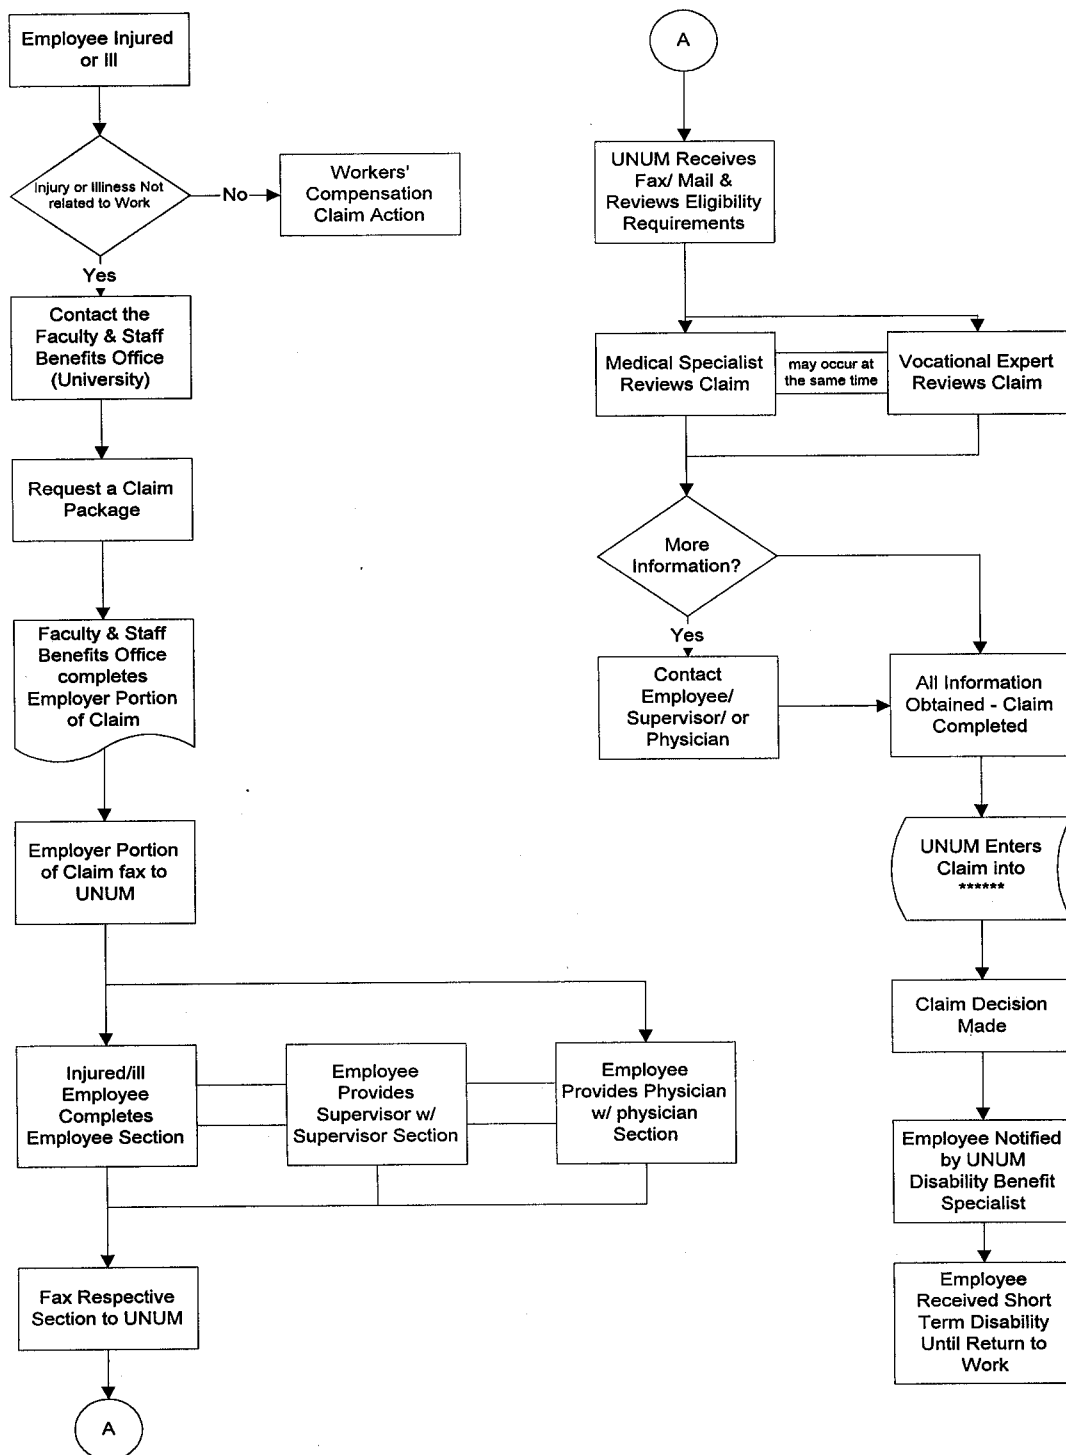 Employee Injured
or Ill
Injury or Illness Not
related to Work
No
Workers'
Compensation
Claim Action
Yes
Contact the
Faculty & Staff
Benefits Office
(University)
Request a Claim
Package
Faculty & Staff
Benefits Office
completes
Employer Portion
of Claim
Employer Portion
of Claim fax to
UNUM
Injured/ill
Employee
Completes
Employee Section
Employee
Provides
Supervisor w/
Supervisor Section
Employee
Provides Physician
w/ physician
Section
Fax Respective
Section to UNUM
A
A
UNUM Receives
Fax/ Mail &
Reviews Eligibility
Requirements
Medical Specialist
Reviews Claim
may occur at
the same time
Vocational Expert
Reviews Claim
More
Information?
Yes
Contact
Employee/
Supervisor/ or
Physician
All Information
Obtained - Claim
Completed
UNUM Enters
Claim into
******
Claim Decision
Made
Employee Notified
by UNUM
Disability Benefit
Specialist
Employee
Received Short
Term Disability
Until Return to
Work